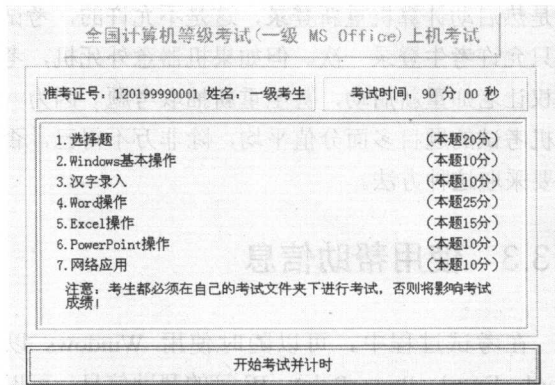 全国计算机等级考试(一级 MS Office)上机考试
准考证号: 120199990001 姓名: 一级考生 考试时间: 90 分 00 秒
1.选择题 (本题20分)
2.Windows基本操作 (本题10分)
3.汉字录入 (本题10分)
4.Word操作 (本题25分)
5.Excel操作 (本题15分)
6.PowerPoint操作 (本题10分)
7.网络应用 (本题10分)
注意: 考生都必须在自己的考试文件夹下进行考试, 否则将影响考试
成绩!
开始考试并计时